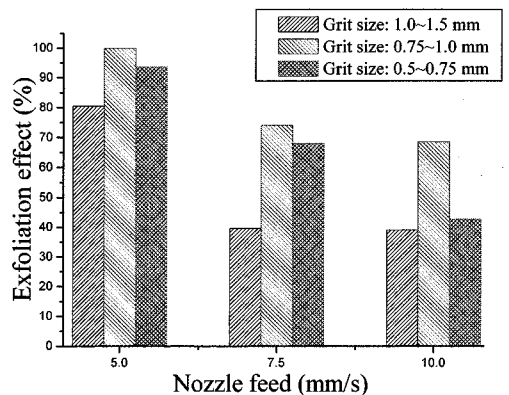 Grit size: 1.0~1.5 mm
Grit size: 0.75~1.0 mm
Grit size: 0.5~0.75 mm
Exfoliation effect (%)
100
90
80
70
60
50
40
30
20
10
0
5.0 7.5 10.0
Nozzle feed (mm/s)